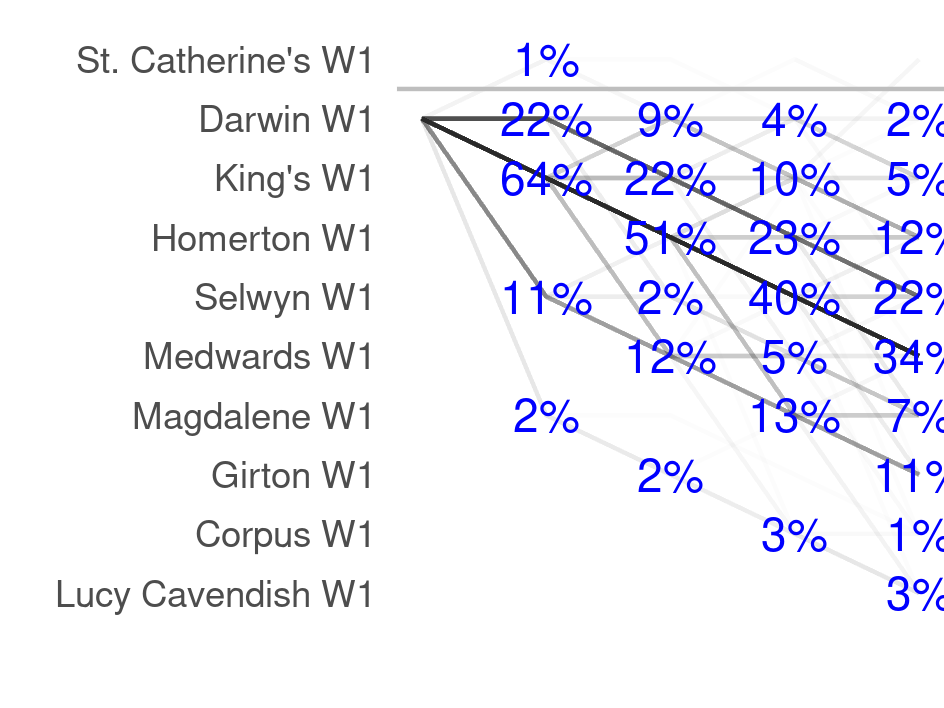 St. Catherine's W1 1%
Darwin W1 22% 9% 4% 2%
King's W1 64% 22% 10% 5%
Homerton W1 51% 23% 12%
Selwyn W1 11% 2% 40% 22%
Medwards W1 12% 5% 34%
Magdalene W1 2% 13% 7%
Girton W1 2% 11%
Corpus W1 3% 1%
Lucy Cavendish W1 3%